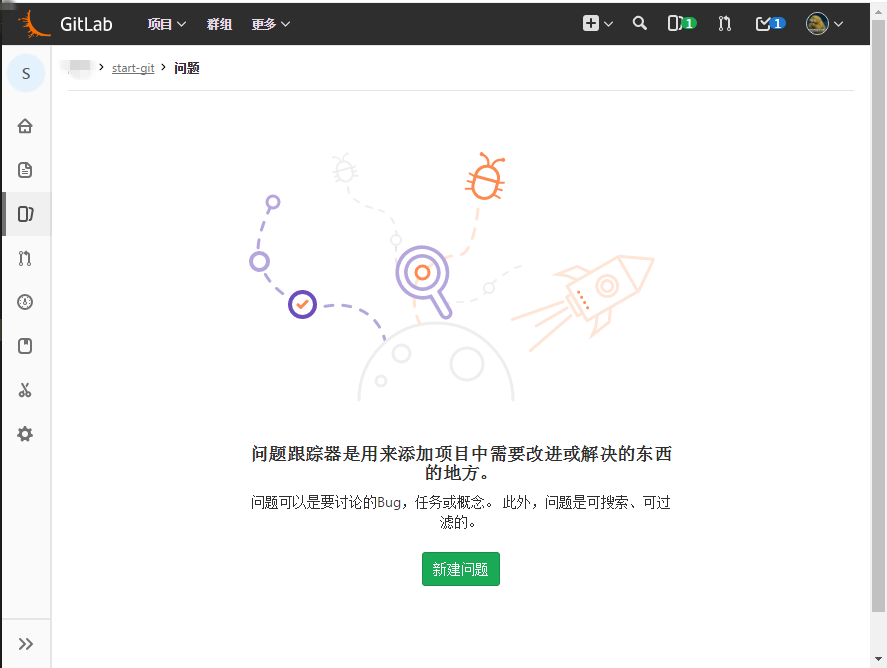 GitLab 项目 群组 更多 1 1
S start-git 问题
问题跟踪器是用来添加项目中需要改进或解决的东西
的地方。
问题可以是要讨论的Bug，任务或概念。 此外，问题是可搜索、可过
滤的。
新建问题